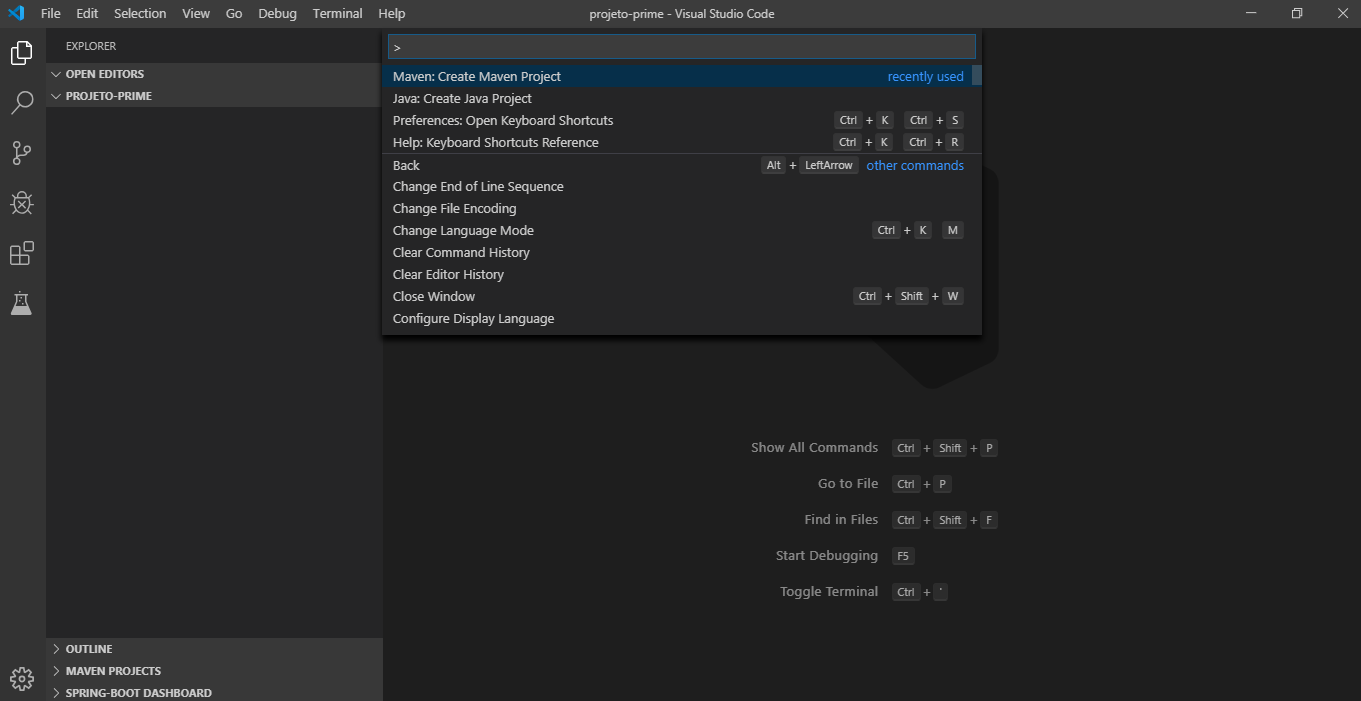 File Edit Selection View Go Debug Terminal Help projeto-prime - Visual Studio Code
EXPLORER
OPEN EDITORS
PROJETO-PRIME
OUTLINE
MAVEN PROJECTS
SPRING-BOOT DASHBOARD
>
Maven: Create Maven Project recently used
Java: Create Java Project
Preferences: Open Keyboard Shortcuts Ctrl + K Ctrl + S
Help: Keyboard Shortcuts Reference Ctrl + K Ctrl + R
Back Alt + LeftArrow other commands
Change End of Line Sequence
Change File Encoding
Change Language Mode Ctrl + K M
Clear Command History
Clear Editor History
Close Window Ctrl + Shift + W
Configure Display Language
Show All Commands Ctrl + Shift + P
Go to File Ctrl + P
Find in Files Ctrl + Shift + F
Start Debugging F5
Toggle Terminal Ctrl + '